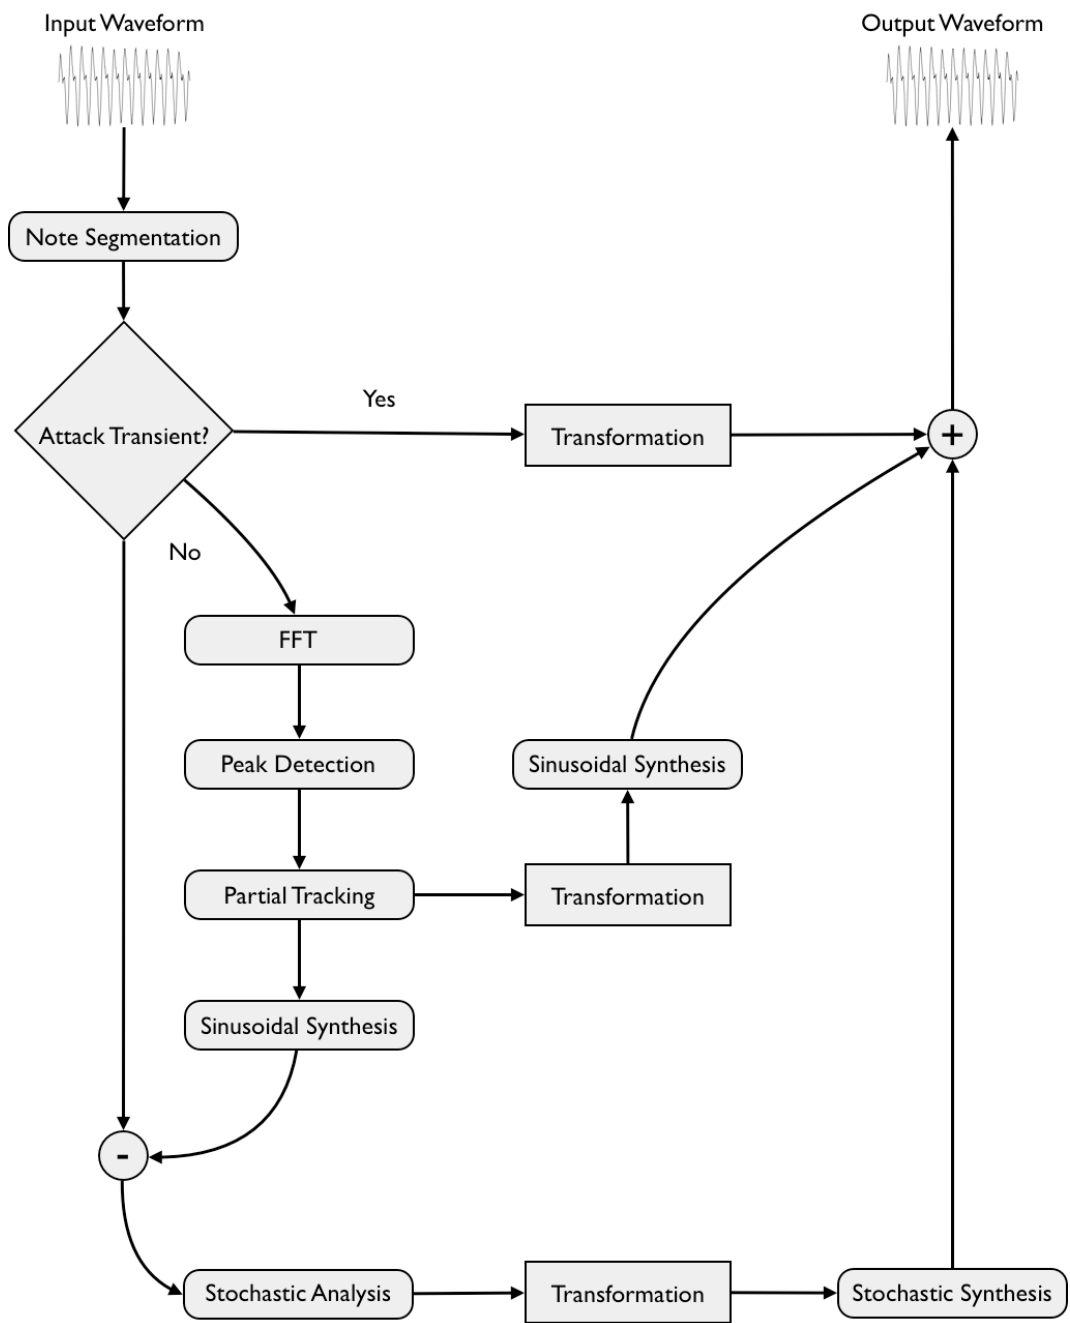 Input Waveform
Output Waveform
Note Segmentation
Attack Transient?
Yes
Transformation
+
No
FFT
Peak Detection
Sinusoidal Synthesis
Partial Tracking
Transformation
Sinusoidal Synthesis
-
Stochastic Analysis
Transformation
Stochastic Synthesis